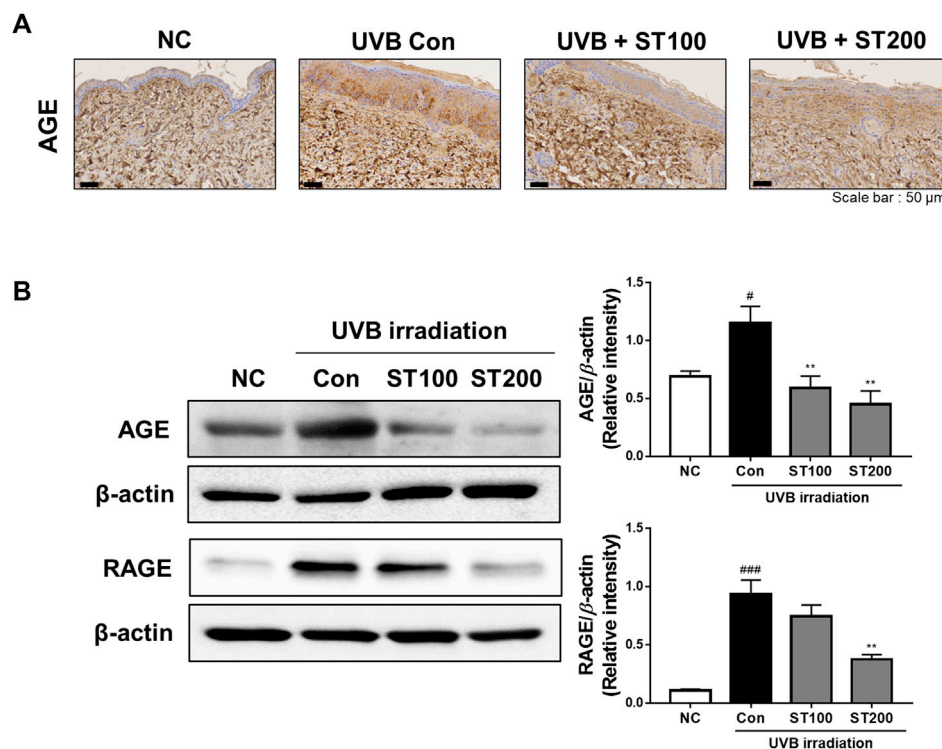 A
NC
UVB Con
UVB + ST100
UVB + ST200
AGE
Scale bar : 50 μm
B
UVB irradiation
NC
Con
ST100
ST200
AGE
β-actin
RAGE
β-actin
AGE/β-actin
(Relative intensity)
1.5
1.0
0.5
0.0
#
**
**
NC
Con
ST100
ST200
UVB irradiation
RAGE/β-actin
(Relative intensity)
1.5
1.0
0.5
0.0
###
**
NC
Con
ST100
ST200
UVB irradiation